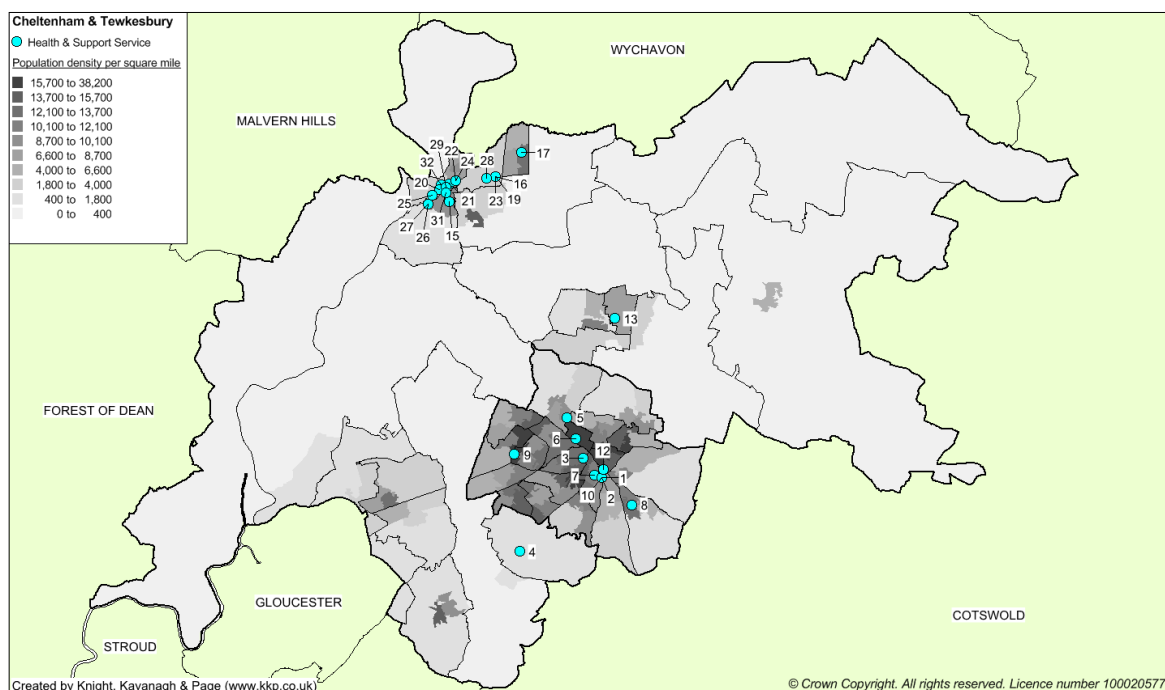 Cheltenham & Tewkesbury
Health & Support Service
Population density per square mile
15,700 to 38,200
13,700 to 15,700
12,100 to 13,700
10,100 to 12,100
8,700 to 10,100
6,600 to 8,700
4,000 to 6,600
1,800 to 4,000
400 to 1,800
0 to 400
WYCHAVON
MALVERN HILLS
29
22
24
28
17
32
20
16
25
21
23
19
27
31
26
15
13
FOREST OF DEAN
5
6
12
9
3
7
1
10
2
8
4
GLOUCESTER
COTSWOLD
STROUD
Created by Knight, Kavanagh & Page (www.kkp.co.uk)
© Crown Copyright. All rights reserved. Licence number 100020577